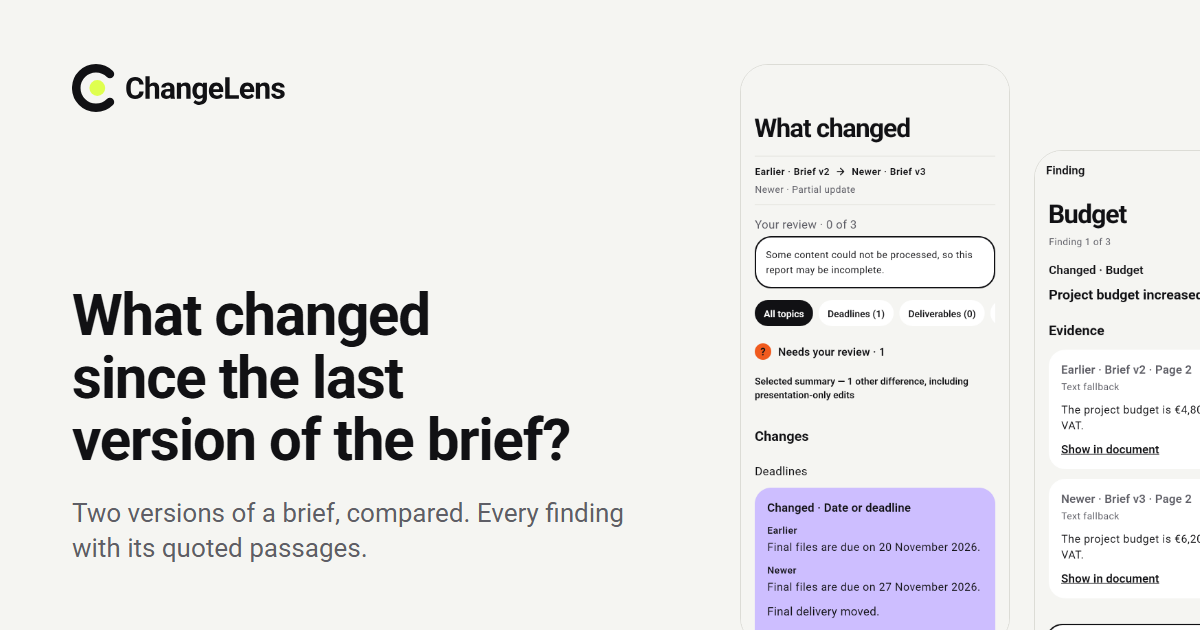 ChangeLens
What changed
since the last
version of the brief?
Two versions of a brief, compared. Every finding
with its quoted passages.
What changed
Earlier · Brief v2 → Newer · Brief v3
Newer · Partial update
Your review · 0 of 3
Some content could not be processed, so this
report may be incomplete.
All topics
Deadlines (1)
Deliverables (0)
? Needs your review · 1
Selected summary — 1 other difference, including
presentation-only edits
Changes
Deadlines
Changed · Date or deadline
Earlier
Final files are due on 20 November 2026.
Newer
Final files are due on 27 November 2026.
Final delivery moved.
Finding
Budget
Finding 1 of 3
Changed · Budget
Project budget increased
Evidence
Earlier · Brief v2 · Page 2
Text fallback
The project budget is €4,80
VAT.
Show in document
Newer · Brief v3 · Page 2
Text fallback
The project budget is €6,20
VAT.
Show in document